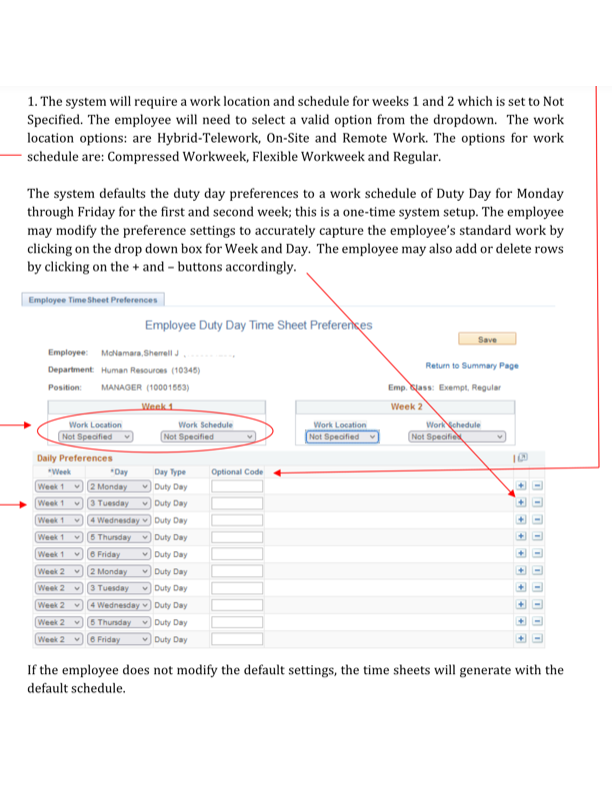 1. The system will require a work location and schedule for weeks 1 and 2 which is set to Not
Specified. The employee will need to select a valid option from the dropdown. The work
location options: are Hybrid-Telework, On-Site and Remote Work. The options for work
schedule are: Compressed Workweek, Flexible Workweek and Regular.
The system defaults the duty day preferences to a work schedule of Duty Day for Monday
through Friday for the first and second week; this is a one-time system setup. The employee
may modify the preference settings to accurately capture the employee's standard work by
clicking on the drop down box for Week and Day. The employee may also add or delete rows
by clicking on the + and – buttons accordingly.
Employee Time Sheet Preferences
Employee Duty Day Time Sheet Preferences
Save
Employee: McNamara,Sherrell J
Department: Human Resources (10345)
Return to Summary Page
Position: MANAGER (10001563)
Emp. Class: Exempt, Regular
Week 1 Week 2
Work Location Work Schedule Work Location Work Schedule
Not Specified Not Specified Not Specified Not Specified
Daily Preferences
*Week *Day Day Type Optional Code
Week 1 2 Monday Duty Day + −
Week 1 3 Tuesday Duty Day + −
Week 1 4 Wednesday Duty Day + −
Week 1 5 Thursday Duty Day + −
Week 1 6 Friday Duty Day + −
Week 2 2 Monday Duty Day + −
Week 2 3 Tuesday Duty Day + −
Week 2 4 Wednesday Duty Day + −
Week 2 5 Thursday Duty Day + −
Week 2 6 Friday Duty Day + −
If the employee does not modify the default settings, the time sheets will generate with the
default schedule.